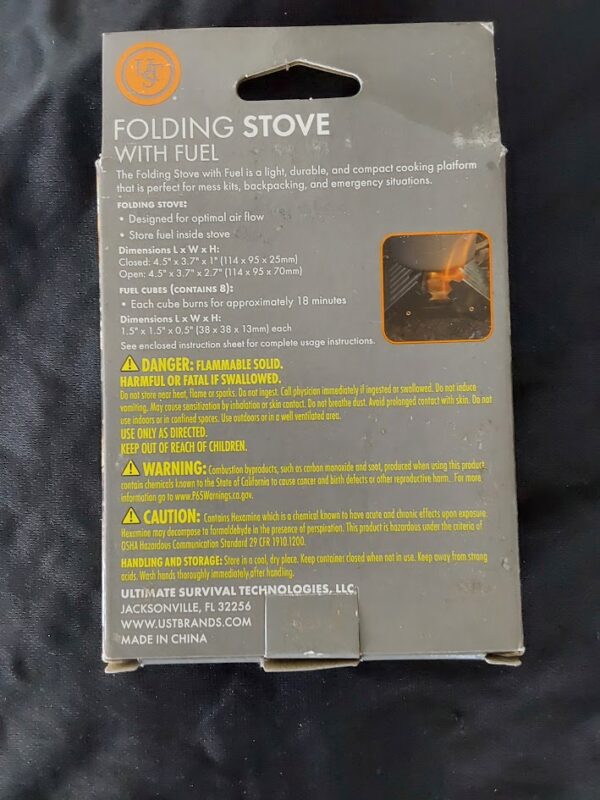 UST
FOLDING STOVE
WITH FUEL
The Folding Stove with Fuel is a light, durable, and compact cooking platform
that is perfect for mess kits, backpacking, and emergency situations.
FOLDING STOVE:
• Designed for optimal air flow
• Store fuel inside stove
Dimensions L x W x H:
Closed: 4.5" x 3.7" x 1" (114 x 95 x 25mm)
Open: 4.5" x 3.7" x 2.7" (114 x 95 x 70mm)
FUEL CUBES (CONTAINS 8):
• Each cube burns for approximately 18 minutes
Dimensions L x W x H:
1.5" x 1.5" x 0.5" (38 x 38 x 13mm) each
See enclosed instruction sheet for complete usage instructions.
DANGER: FLAMMABLE SOLID.
HARMFUL OR FATAL IF SWALLOWED.
Do not store near heat, flame or sparks. Do not ingest. Call physician immediately if ingested or swallowed. Do not induce
vomiting. May cause sensitization by inhalation or skin contact. Do not breathe dust. Avoid prolonged contact with skin. Do not
use indoors or in confined spaces. Use outdoors or in a well ventilated area.
USE ONLY AS DIRECTED.
KEEP OUT OF REACH OF CHILDREN.
WARNING: Combustion byproducts, such as carbon monoxide and soot, produced when using this product
contain chemicals known to the State of California to cause cancer and birth defects or other reproductive harm. For more
information go to www.P65Warnings.ca.gov.
CAUTION: Contains Hexamine which is a chemical known to have acute and chronic effects upon exposure.
Hexamine may decompose to formaldehyde in the presence of perspiration. This product is hazardous under the criteria of
OSHA Hazardous Communication Standard 29 CFR 1910.1200.
HANDLING AND STORAGE: Store in a cool, dry place. Keep container closed when not in use. Keep away from strong
acids. Wash hands thoroughly immediately after handling.
ULTIMATE SURVIVAL TECHNOLOGIES, LLC
JACKSONVILLE, FL 32256
WWW.USTBRANDS.COM
MADE IN CHINA